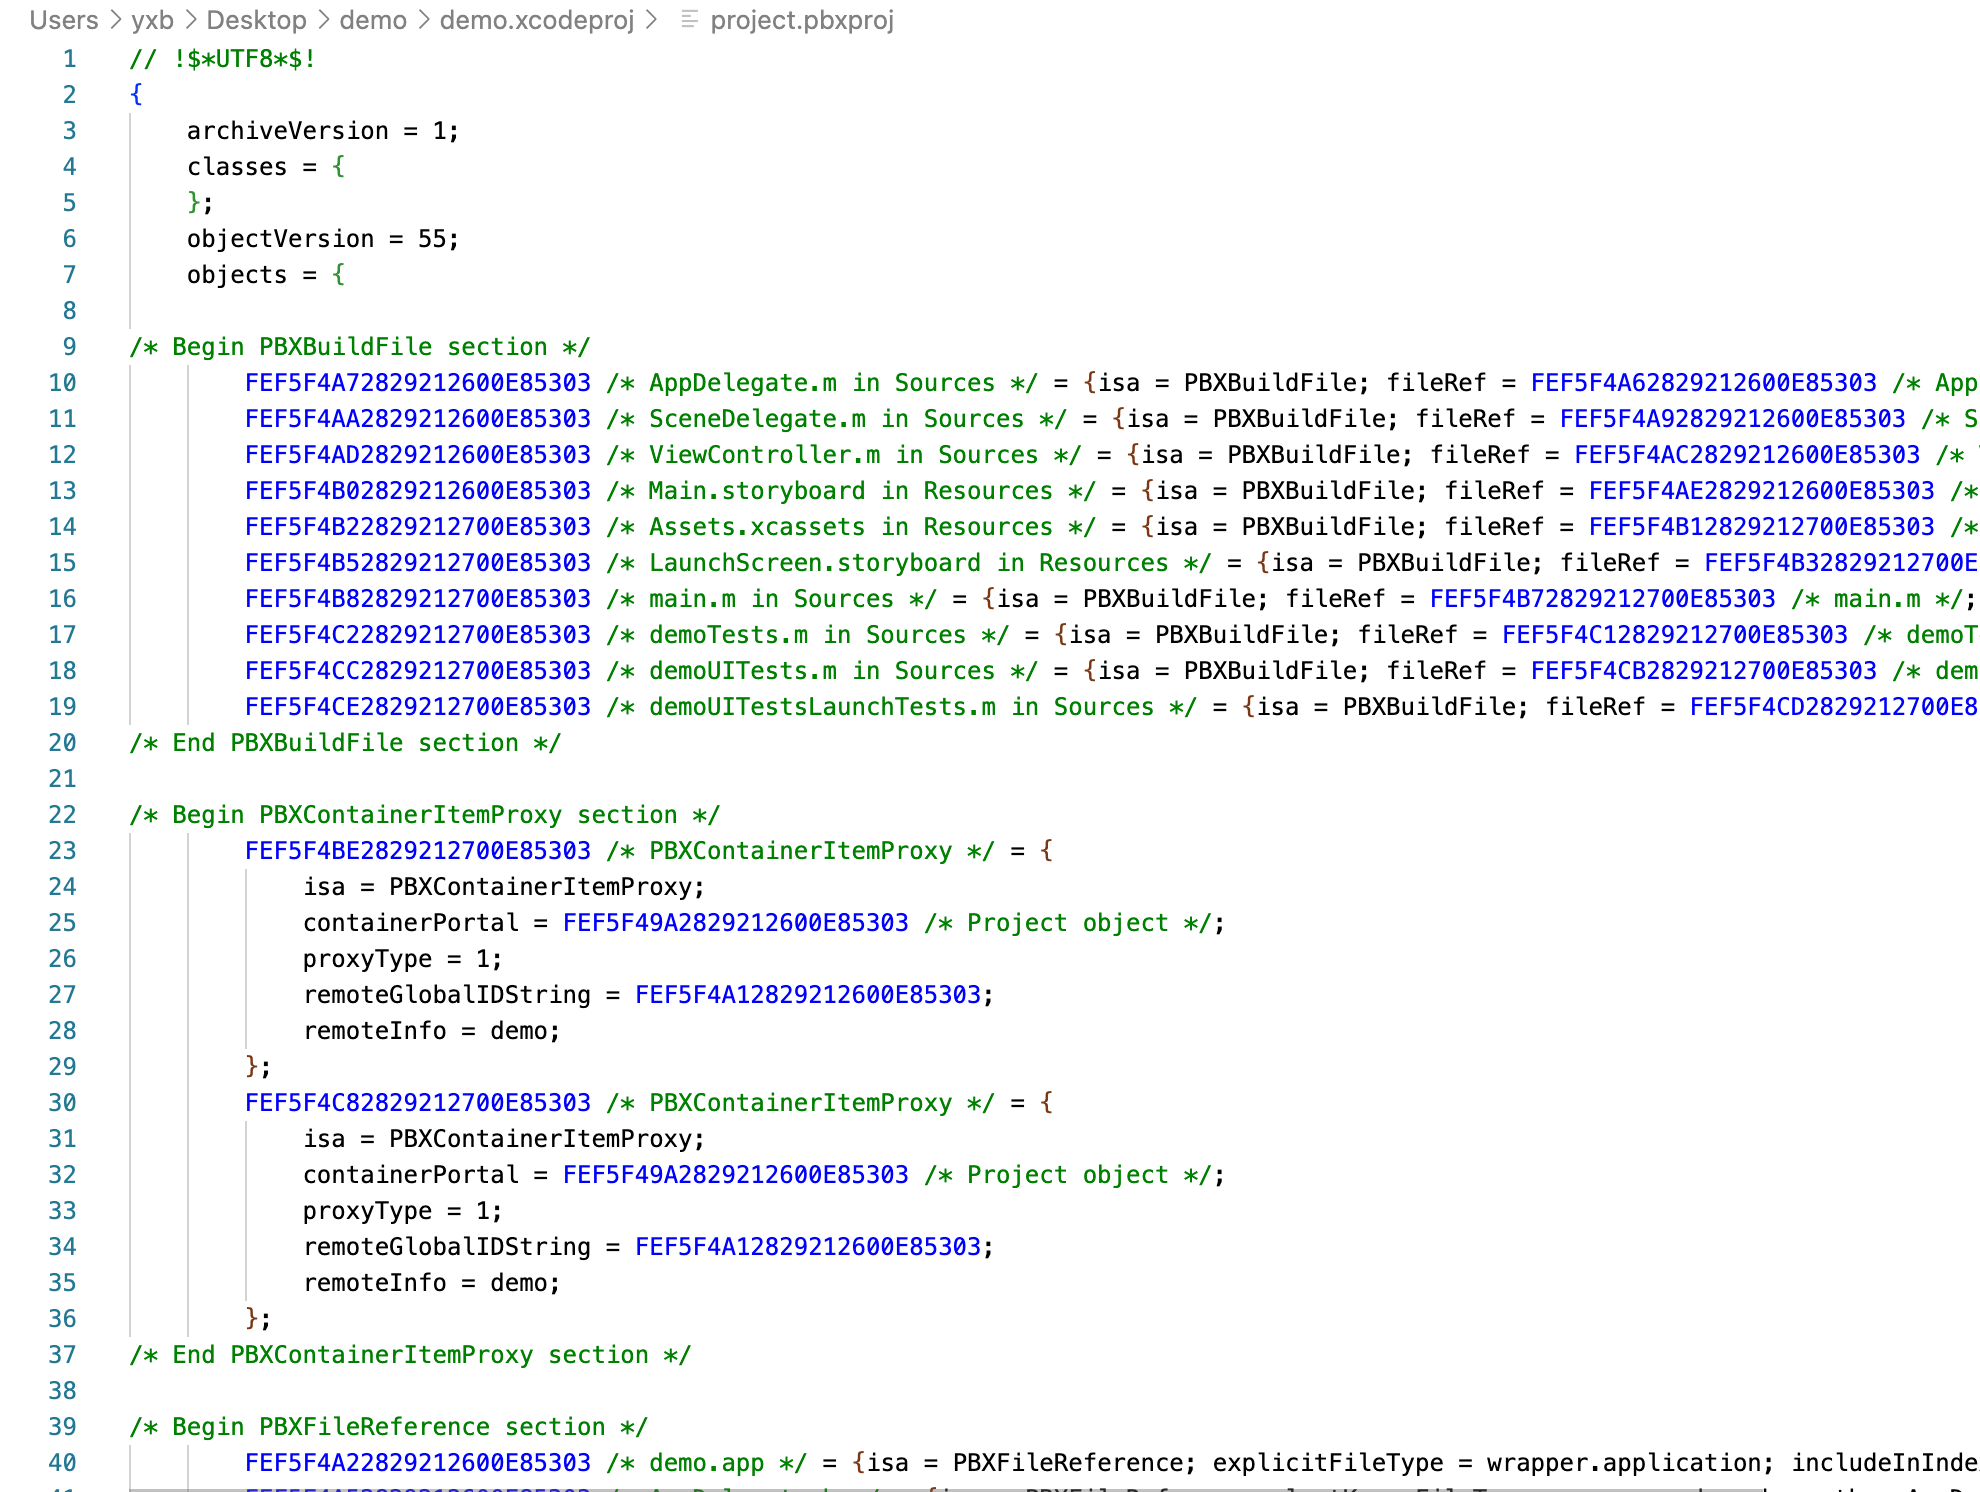 Users > yxb > Desktop > demo > demo.xcodeproj > project.pbxproj
1 // !$*UTF8*$!
2 {
3 archiveVersion = 1;
4 classes = {
5 };
6 objectVersion = 55;
7 objects = {
8
9 /* Begin PBXBuildFile section */
10 FEF5F4A72829212600E85303 /* AppDelegate.m in Sources */ = {isa = PBXBuildFile; fileRef = FEF5F4A62829212600E85303 /* App
11 FEF5F4AA2829212600E85303 /* SceneDelegate.m in Sources */ = {isa = PBXBuildFile; fileRef = FEF5F4A92829212600E85303 /* S
12 FEF5F4AD2829212600E85303 /* ViewController.m in Sources */ = {isa = PBXBuildFile; fileRef = FEF5F4AC2829212600E85303 /*
13 FEF5F4B02829212600E85303 /* Main.storyboard in Resources */ = {isa = PBXBuildFile; fileRef = FEF5F4AE2829212600E85303 /*
14 FEF5F4B22829212700E85303 /* Assets.xcassets in Resources */ = {isa = PBXBuildFile; fileRef = FEF5F4B12829212700E85303 /*
15 FEF5F4B52829212700E85303 /* LaunchScreen.storyboard in Resources */ = {isa = PBXBuildFile; fileRef = FEF5F4B32829212700E
16 FEF5F4B82829212700E85303 /* main.m in Sources */ = {isa = PBXBuildFile; fileRef = FEF5F4B72829212700E85303 /* main.m */;
17 FEF5F4C22829212700E85303 /* demoTests.m in Sources */ = {isa = PBXBuildFile; fileRef = FEF5F4C12829212700E85303 /* demoT
18 FEF5F4CC2829212700E85303 /* demoUITests.m in Sources */ = {isa = PBXBuildFile; fileRef = FEF5F4CB2829212700E85303 /* dem
19 FEF5F4CE2829212700E85303 /* demoUITestsLaunchTests.m in Sources */ = {isa = PBXBuildFile; fileRef = FEF5F4CD2829212700E8
20 /* End PBXBuildFile section */
21
22 /* Begin PBXContainerItemProxy section */
23 FEF5F4BE2829212700E85303 /* PBXContainerItemProxy */ = {
24 isa = PBXContainerItemProxy;
25 containerPortal = FEF5F49A2829212600E85303 /* Project object */;
26 proxyType = 1;
27 remoteGlobalIDString = FEF5F4A12829212600E85303;
28 remoteInfo = demo;
29 };
30 FEF5F4C82829212700E85303 /* PBXContainerItemProxy */ = {
31 isa = PBXContainerItemProxy;
32 containerPortal = FEF5F49A2829212600E85303 /* Project object */;
33 proxyType = 1;
34 remoteGlobalIDString = FEF5F4A12829212600E85303;
35 remoteInfo = demo;
36 };
37 /* End PBXContainerItemProxy section */
38
39 /* Begin PBXFileReference section */
40 FEF5F4A22829212600E85303 /* demo.app */ = {isa = PBXFileReference; explicitFileType = wrapper.application; includeInInde